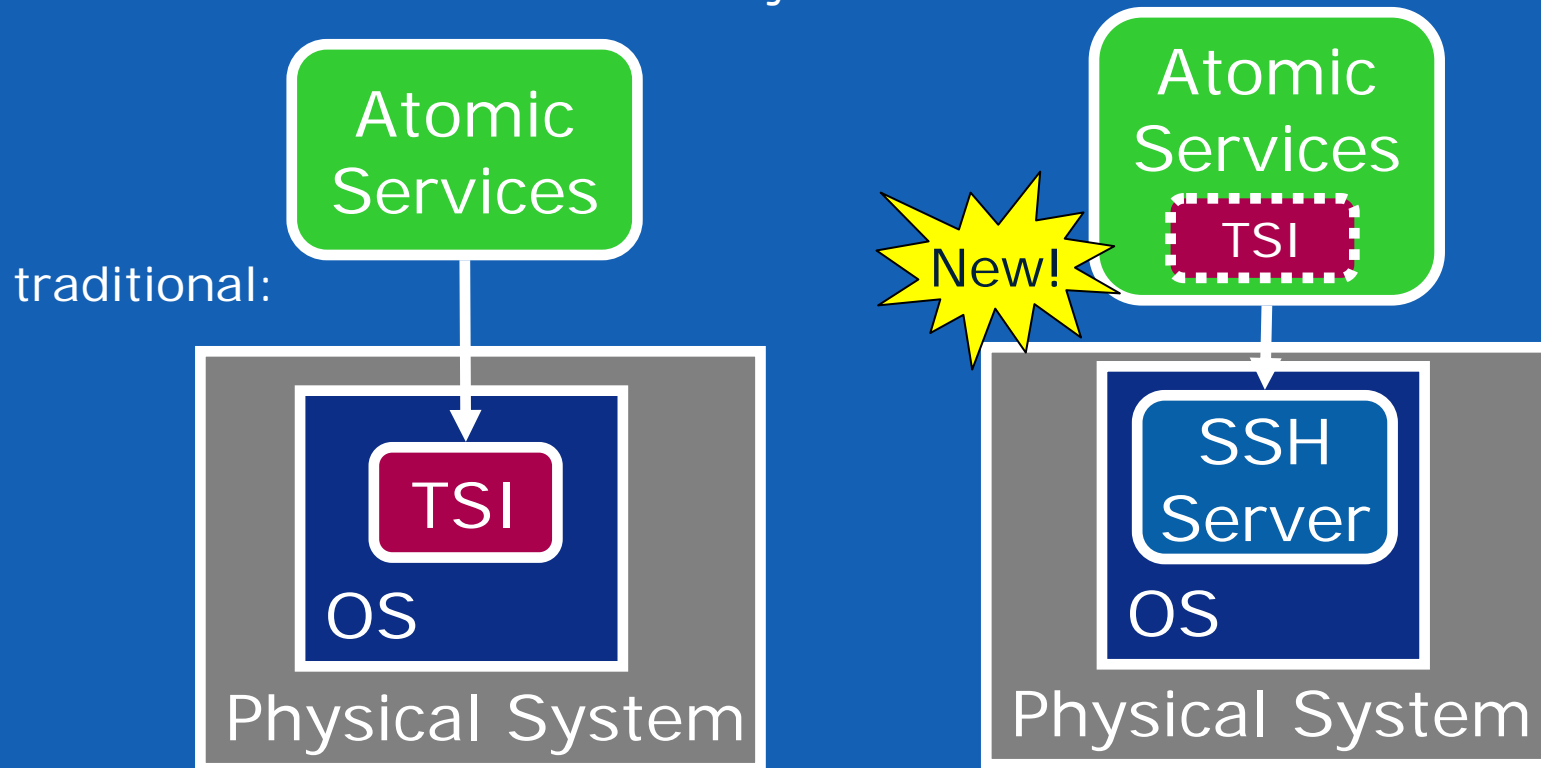 traditional:
Atomic
Services
TSI
OS
Physical System
New!
Atomic
Services
TSI
SSH
Server
OS
Physical System